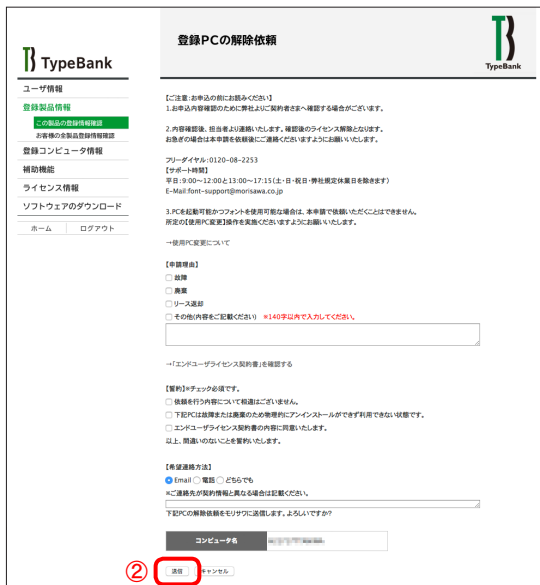 登録PCの解除依頼
TypeBank
TypeBank
ユーザ情報
登録製品情報
この製品の登録情報確認
お客様の全製品登録情報確認
登録コンピュータ情報
補助機能
ライセンス情報
ソフトウェアのダウンロード
ホーム
ログアウト
【ご注意:お申込の前にお読みください】
1.お申込内容確認のために弊社よりご契約者さまへ確認する場合がございます。
2.内容確認後、担当者より連絡いたします。確認後のライセンス解除となります。
お急ぎの場合は本申請を依頼後にご連絡くださいますようにお願いいたします。
フリーダイヤル:0120-08-2253
【サポート時間】
平日:9:00〜12:00と13:00〜17:15(土・日・祝日・弊社規定休業日を除きます)
E-Mail:font-support@morisawa.co.jp
3.PCを起動可能かつフォントを使用可能な場合は、本申請で依頼いただくことはできません。
所定の【使用PC変更】操作を実施くださいますようにお願いいたします。
→使用PC変更について
【申請理由】
故障
廃棄
リース返却
その他(内容をご記載ください) ※140字以内で入力してください。
→「エンドユーザライセンス契約書」を確認する
【誓約】※チェック必須です。
依頼を行う内容について相違はございません。
下記PCは故障または廃棄のため物理的にアンインストールができず利用できない状態です。
エンドユーザライセンス契約書の内容に同意いたします。
以上、間違いのないことを誓約いたします。
【希望連絡方法】
Email 電話 どちらでも
※ご連絡先が契約情報と異なる場合は記載ください。
下記PCの解除依頼をモリサワに送信します。よろしいですか?
コンピュータ名
② 送信 キャンセル